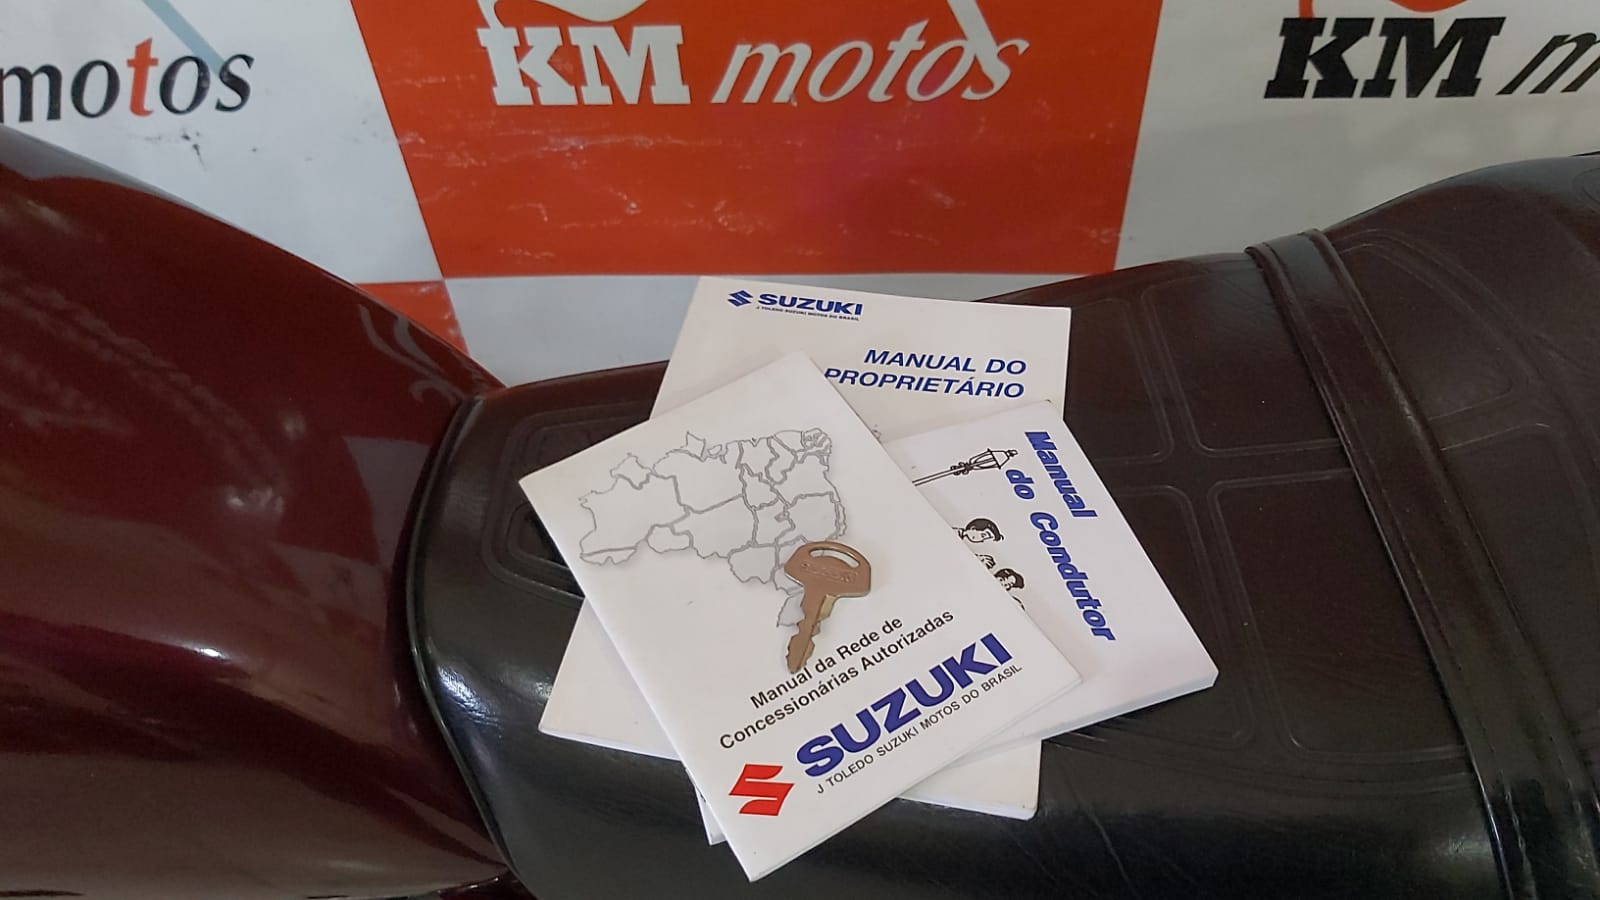 motos
KM motos
KM m
SUZUKI
J TOLEDO SUZUKI MOTOS DO BRASIL
MANUAL DO
PROPRIETÁRIO
Manual
do Condutor
Manual da Rede de
Concessionárias Autorizadas
SUZUKI
J TOLEDO SUZUKI MOTOS DO BRASIL
SUZUKI